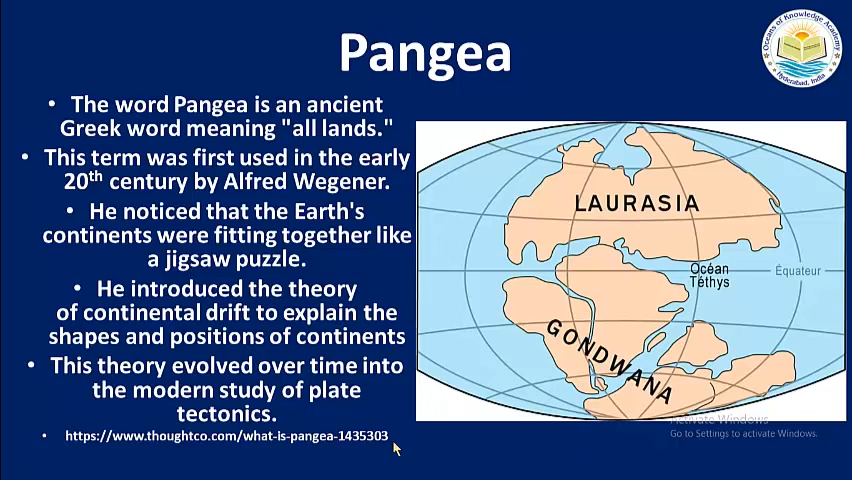 Pangea
Oceans of Knowledge Academy
Hyderabad, India
• The word Pangea is an ancient
Greek word meaning "all lands."
• This term was first used in the early
20th century by Alfred Wegener.
• He noticed that the Earth's
continents were fitting together like
a jigsaw puzzle.
• He introduced the theory
of continental drift to explain the
shapes and positions of continents
• This theory evolved over time into
the modern study of plate
tectonics.
• https://www.thoughtco.com/what-is-pangea-1435303
LAURASIA
Océan
Téthys
Équateur
GONDWANA
Activate Windows
Go to Settings to activate Windows.